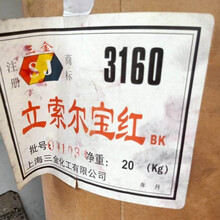 三金
注册 商标
SJ
3160
立索尔宝红 BK
批号: 净重: 20 (Kg)
上海三金化工有限公司
年 月